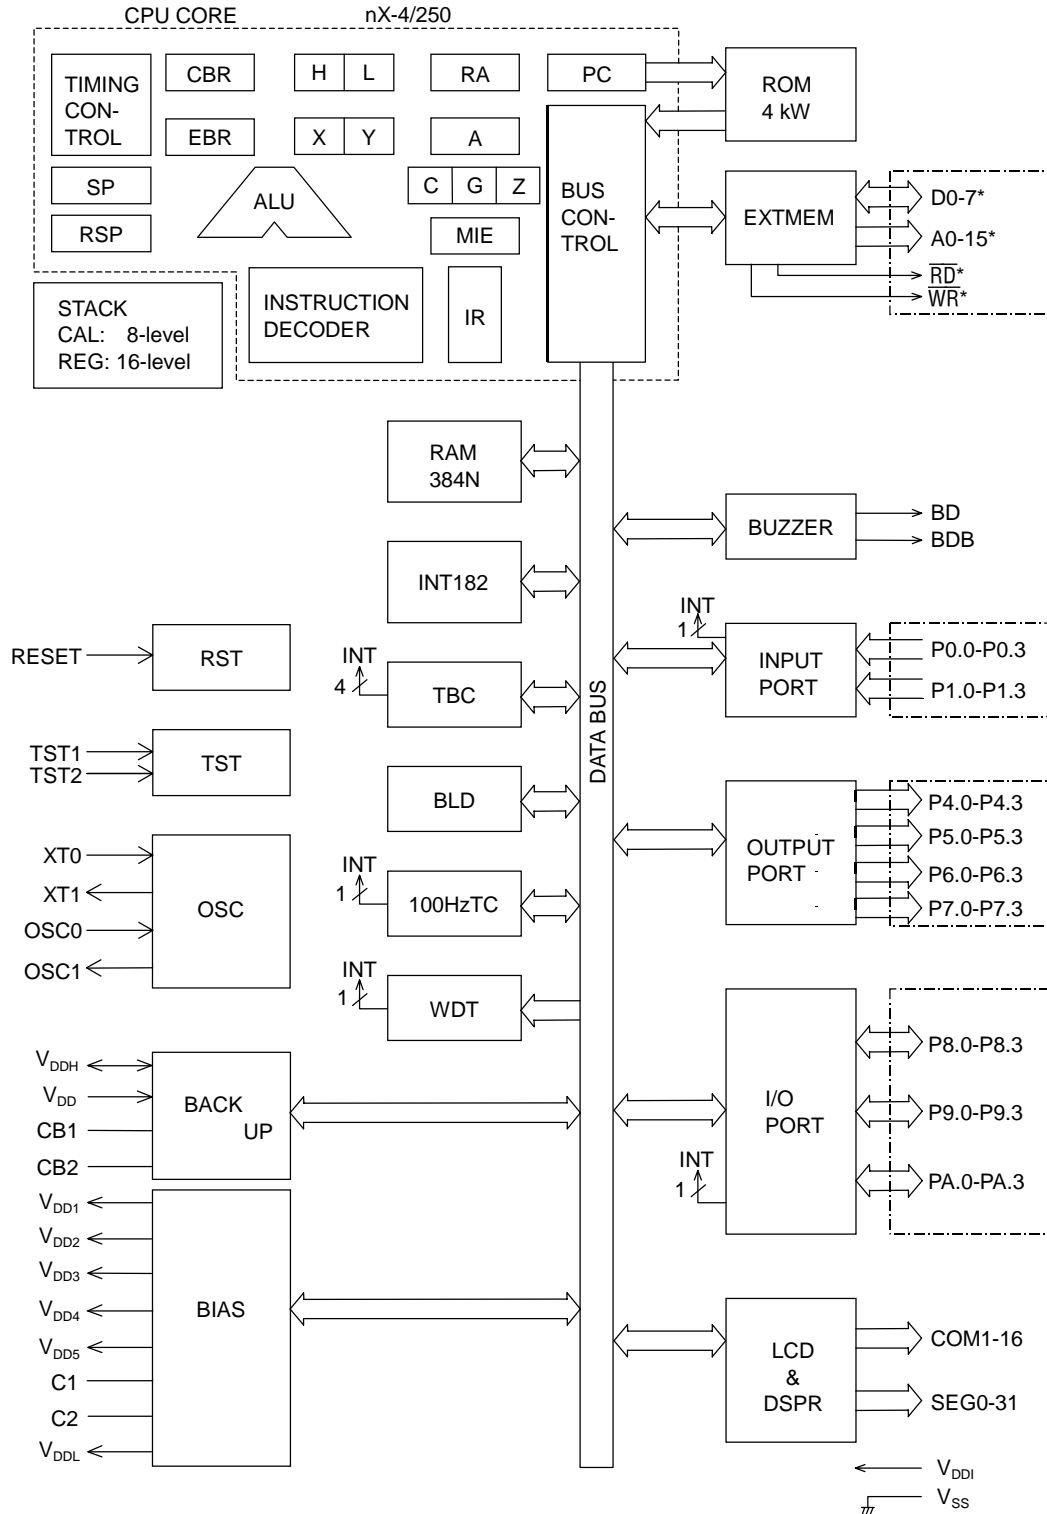 CPU CORE nX-4/250
TIMING
CON-
TROL
CBR
H L
RA
PC
ROM
4 kW
EBR
X Y
A
SP
ALU
C G Z
BUS
CON-
TROL
EXTMEM
D0-7*
A0-15*
RD*
WR*
RSP
MIE
INSTRUCTION
DECODER
IR
STACK
CAL: 8-level
REG: 16-level
RAM
384N
BUZZER
BD
BDB
INT182
INT
1
INPUT
PORT
P0.0-P0.3
P1.0-P1.3
RESET
RST
INT
4
TBC
DATA BUS
TST1
TST2
TST
BLD
OUTPUT
PORT
P4.0-P4.3
P5.0-P5.3
P6.0-P6.3
P7.0-P7.3
XT0
XT1
OSC0
OSC1
OSC
INT
1
100HzTC
INT
1
WDT
I/O
PORT
P8.0-P8.3
P9.0-P9.3
PA.0-PA.3
INT
1
VDDH
VDD
CB1
CB2
BACK
UP
VDD1
VDD2
VDD3
VDD4
VDD5
C1
C2
VDDL
BIAS
LCD
&
DSPR
COM1-16
SEG0-31
VDDI
VSS